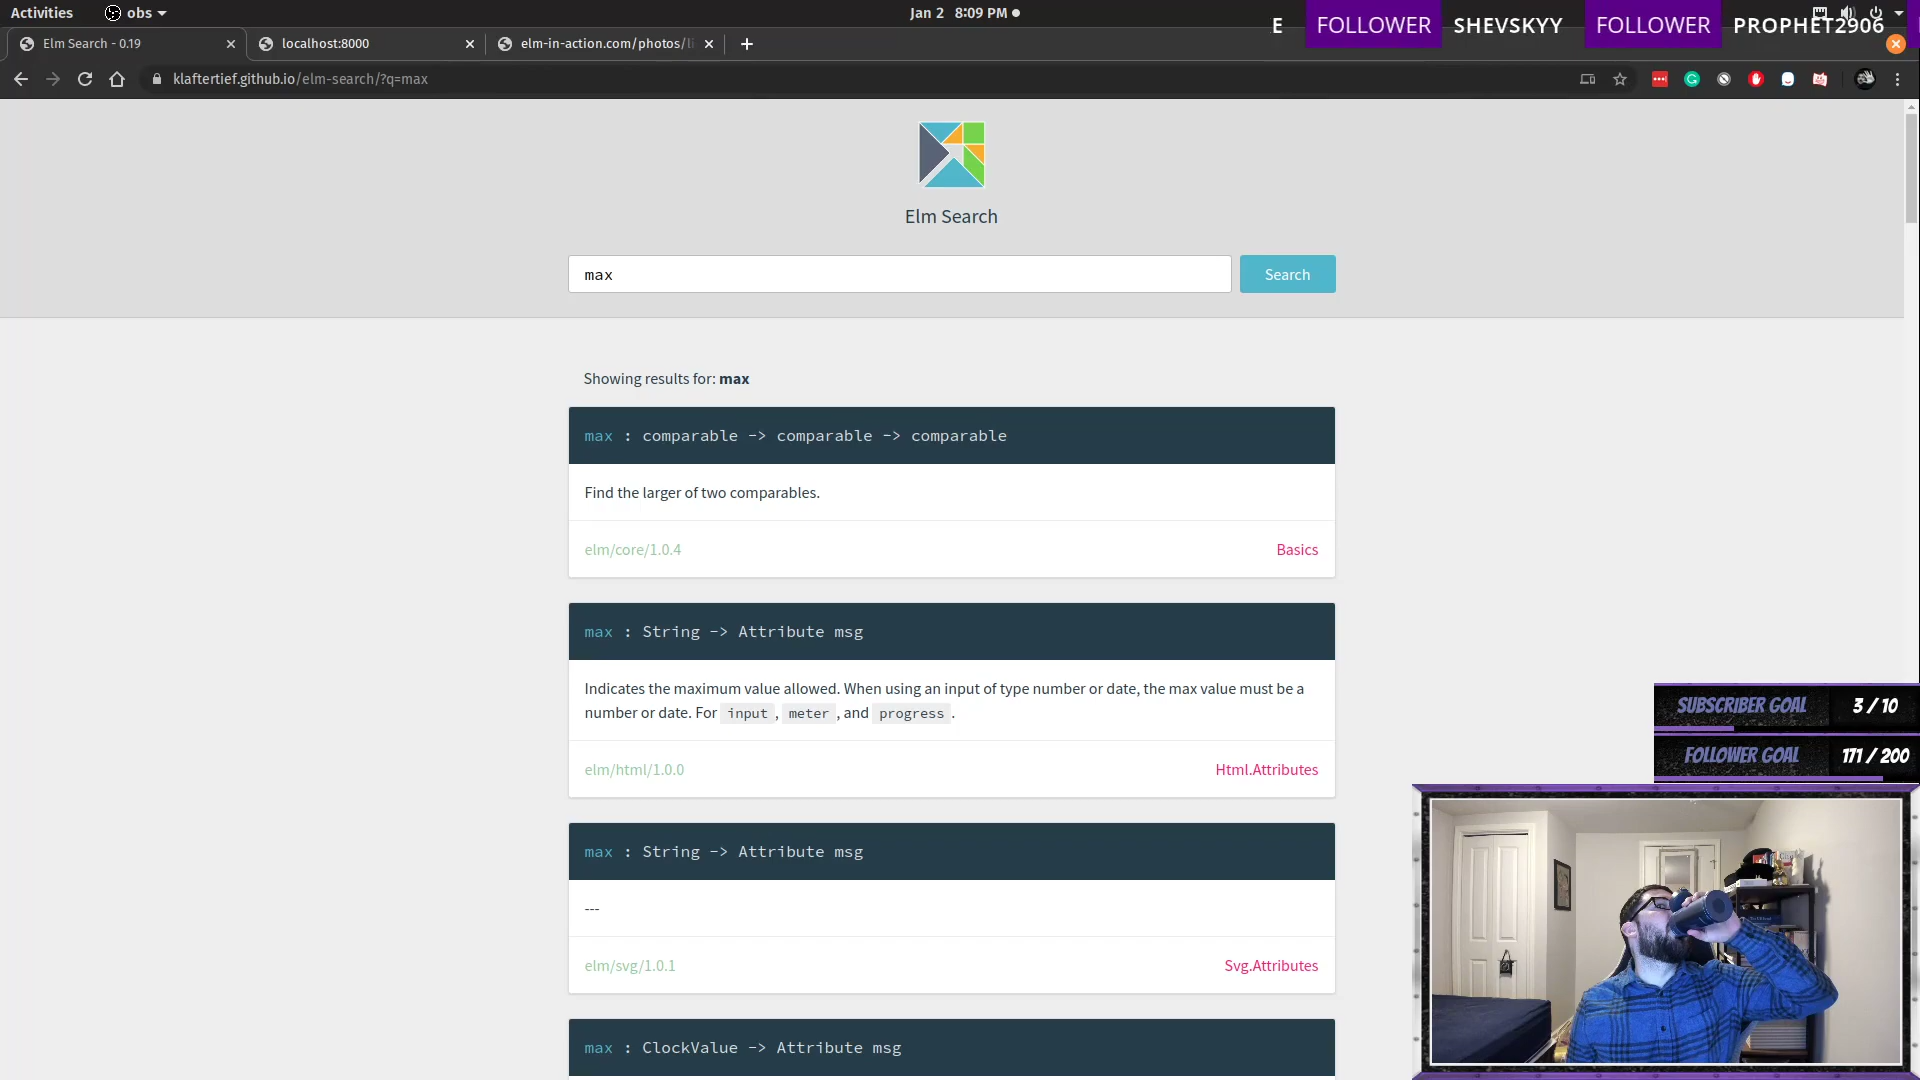 Activities
obs
Jan 2 8:09 PM
E FOLLOWER SHEVSKYY FOLLOWER PROPHET2906
Elm Search - 0.19
localhost:8000
elm-in-action.com/photos/li
klaftertief.github.io/elm-search/?q=max
Elm Search
max
Search
Showing results for: max
max : comparable -> comparable -> comparable
Find the larger of two comparables.
elm/core/1.0.4
Basics
max : String -> Attribute msg
Indicates the maximum value allowed. When using an input of type number or date, the max value must be a
number or date. For input , meter , and progress .
elm/html/1.0.0
Html.Attributes
max : String -> Attribute msg
---
elm/svg/1.0.1
Svg.Attributes
max : ClockValue -> Attribute msg
SUBSCRIBER GOAL 3 / 10
FOLLOWER GOAL 171 / 200